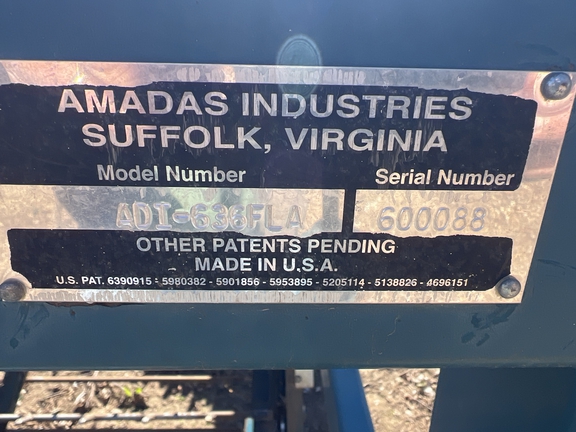 AMADAS INDUSTRIES
SUFFOLK, VIRGINIA
Model Number Serial Number
ADI-636FLA 600088
OTHER PATENTS PENDING
MADE IN U.S.A.
U.S. PAT. 6390915 - 5980382 - 5901856 - 5953895 - 5205114 - 5138826 - 4696151